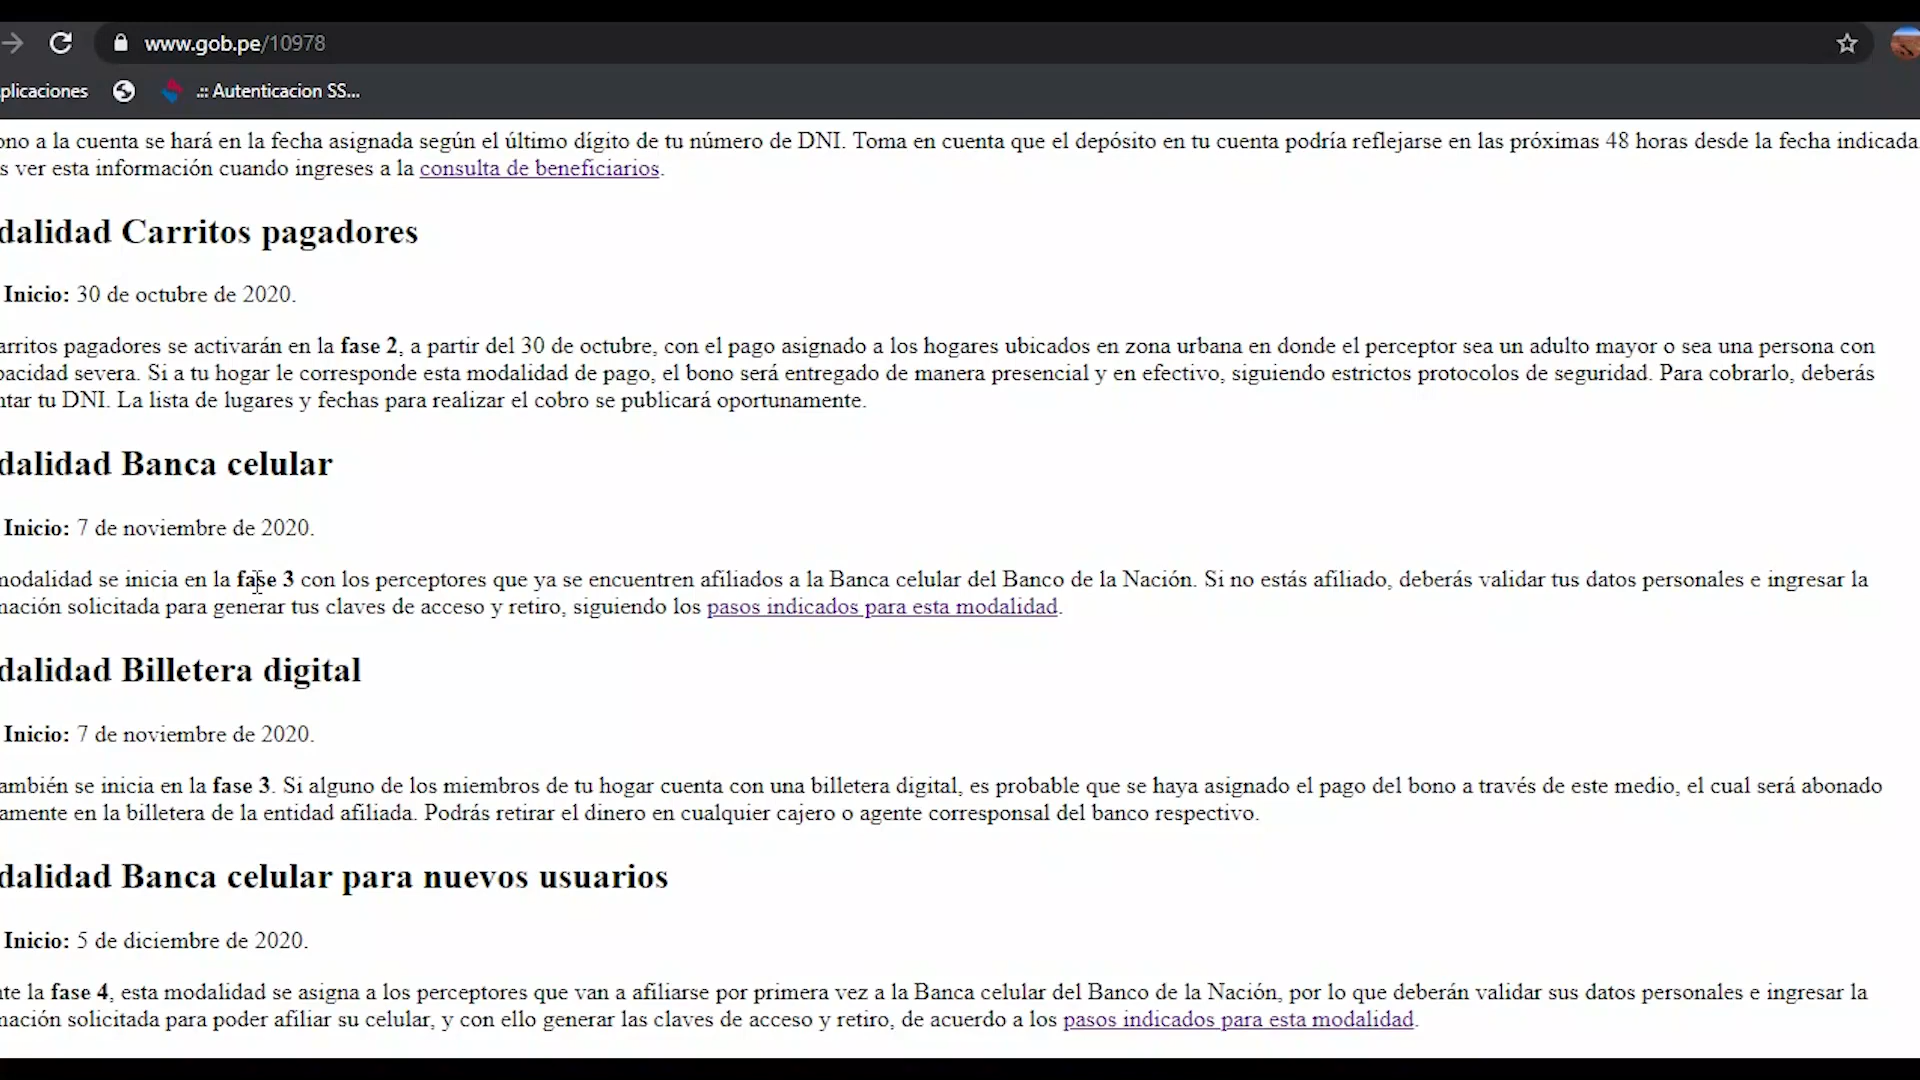 www.gob.pe/10978
plicaciones .:: Autenticacion SS...
ono a la cuenta se hará en la fecha asignada según el último dígito de tu número de DNI. Toma en cuenta que el depósito en tu cuenta podría reflejarse en las próximas 48 horas desde la fecha indicada
s ver esta información cuando ingreses a la consulta de beneficiarios.
dalidad Carritos pagadores
Inicio: 30 de octubre de 2020.
arritos pagadores se activarán en la fase 2, a partir del 30 de octubre, con el pago asignado a los hogares ubicados en zona urbana en donde el perceptor sea un adulto mayor o sea una persona con
pacidad severa. Si a tu hogar le corresponde esta modalidad de pago, el bono será entregado de manera presencial y en efectivo, siguiendo estrictos protocolos de seguridad. Para cobrarlo, deberás
ntar tu DNI. La lista de lugares y fechas para realizar el cobro se publicará oportunamente.
dalidad Banca celular
Inicio: 7 de noviembre de 2020.
modalidad se inicia en la fase 3 con los perceptores que ya se encuentren afiliados a la Banca celular del Banco de la Nación. Si no estás afiliado, deberás validar tus datos personales e ingresar la
mación solicitada para generar tus claves de acceso y retiro, siguiendo los pasos indicados para esta modalidad.
dalidad Billetera digital
Inicio: 7 de noviembre de 2020.
ambién se inicia en la fase 3. Si alguno de los miembros de tu hogar cuenta con una billetera digital, es probable que se haya asignado el pago del bono a través de este medio, el cual será abonado
amente en la billetera de la entidad afiliada. Podrás retirar el dinero en cualquier cajero o agente corresponsal del banco respectivo.
dalidad Banca celular para nuevos usuarios
Inicio: 5 de diciembre de 2020.
nte la fase 4, esta modalidad se asigna a los perceptores que van a afiliarse por primera vez a la Banca celular del Banco de la Nación, por lo que deberán validar sus datos personales e ingresar la
mación solicitada para poder afiliar su celular, y con ello generar las claves de acceso y retiro, de acuerdo a los pasos indicados para esta modalidad.